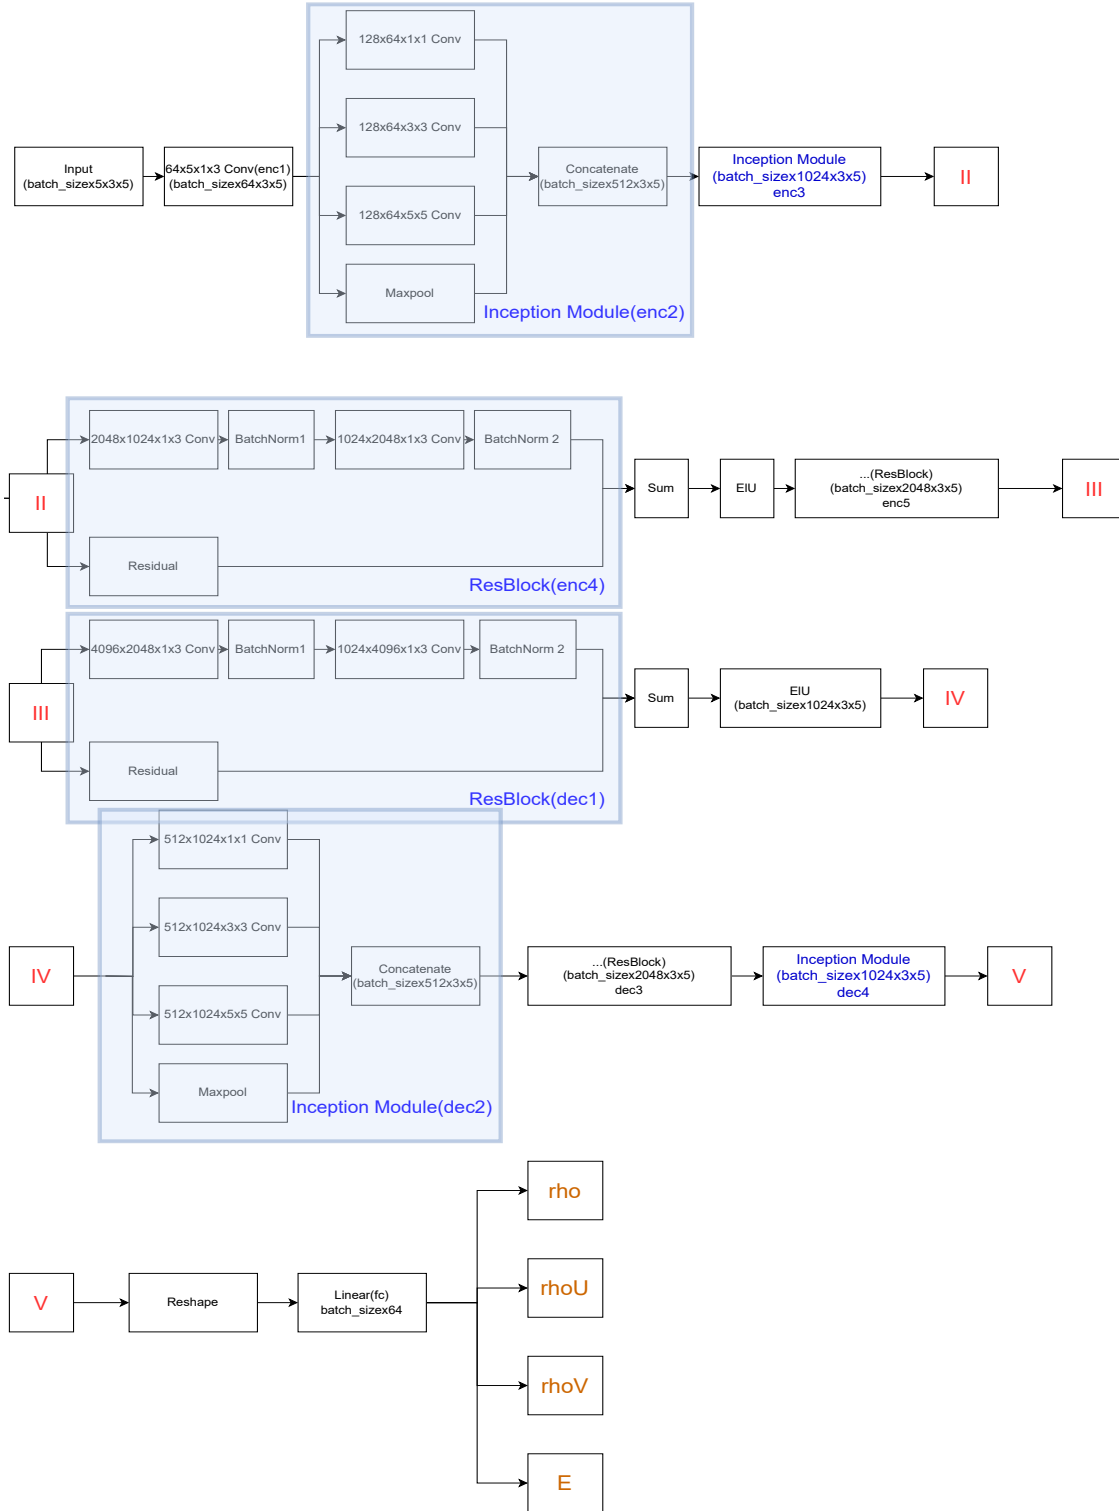 128x64x1x1 Conv
128x64x3x3 Conv
Input
(batch_sizex5x3x5)
64x5x1x3 Conv(enc1)
(batch_sizex64x3x5)
Concatenate
(batch_sizex512x3x5)
Inception Module
(batch_sizex1024x3x5)
enc3
II
128x64x5x5 Conv
Maxpool
Inception Module(enc2)
2048x1024x1x3 Conv
BatchNorm1
1024x2048x1x3 Conv
BatchNorm 2
II
Sum
ElU
...(ResBlock)
(batch_sizex2048x3x5)
enc5
III
Residual
ResBlock(enc4)
4096x2048x1x3 Conv
BatchNorm1
1024x4096x1x3 Conv
BatchNorm 2
III
Sum
ElU
(batch_sizex1024x3x5)
IV
Residual
ResBlock(dec1)
512x1024x1x1 Conv
512x1024x3x3 Conv
IV
Concatenate
(batch_sizex512x3x5)
...(ResBlock)
(batch_sizex2048x3x5)
dec3
Inception Module
(batch_sizex1024x3x5)
dec4
V
512x1024x5x5 Conv
Maxpool
Inception Module(dec2)
rho
rhoU
V
Reshape
Linear(fc)
batch_sizex64
rhoV
E